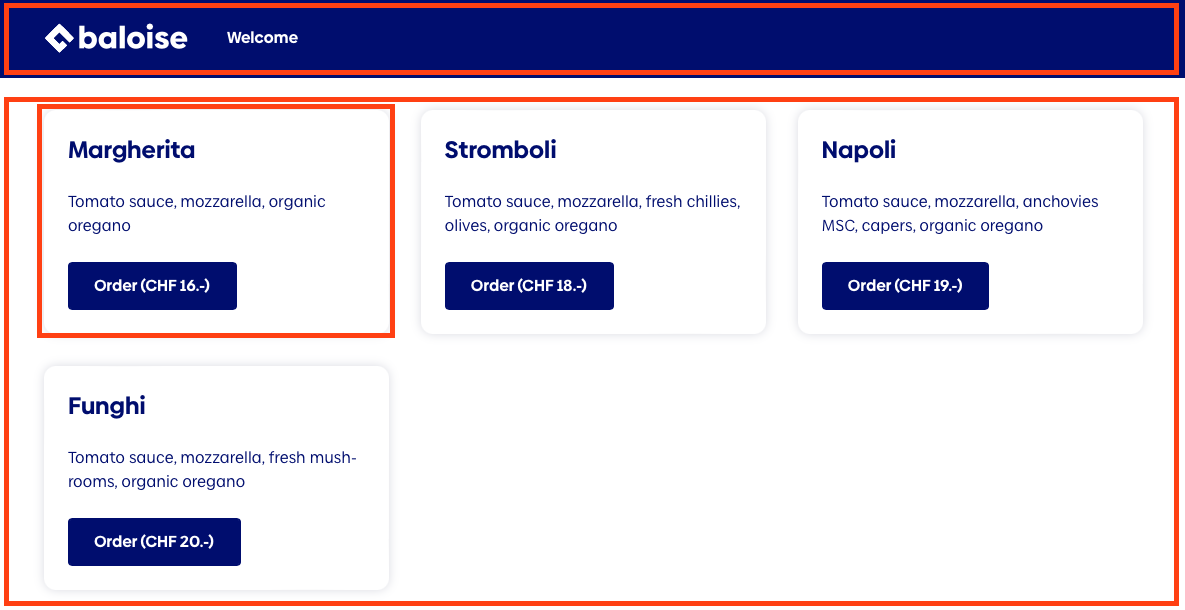 baloise Welcome
Margherita
Tomato sauce, mozzarella, organic
oregano
Order (CHF 16.-)
Stromboli
Tomato sauce, mozzarella, fresh chillies,
olives, organic oregano
Order (CHF 18.-)
Napoli
Tomato sauce, mozzarella, anchovies
MSC, capers, organic oregano
Order (CHF 19.-)
Funghi
Tomato sauce, mozzarella, fresh mush-
rooms, organic oregano
Order (CHF 20.-)